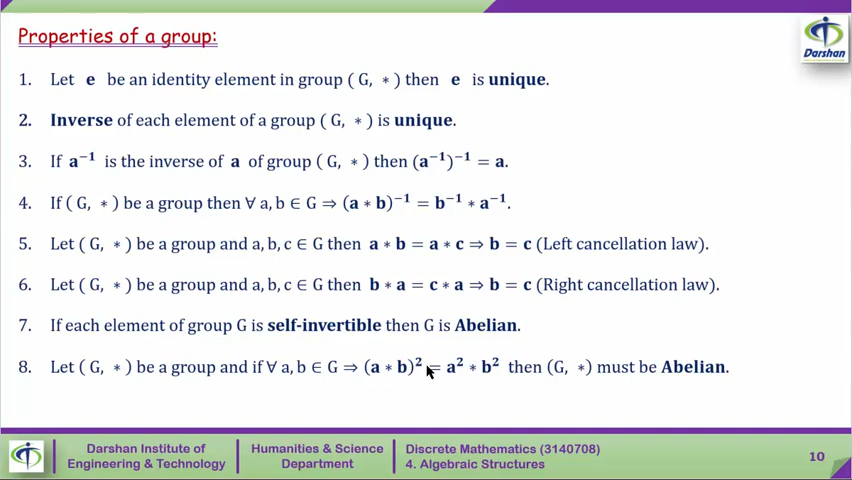 Properties of a group:
Darshan
1. Let e be an identity element in group ( G, ∗ ) then e is unique.
2. Inverse of each element of a group ( G, ∗ ) is unique.
3. If a⁻¹ is the inverse of a of group ( G, ∗ ) then (a⁻¹)⁻¹ = a.
4. If ( G, ∗ ) be a group then ∀ a, b ∈ G ⇒ (a ∗ b)⁻¹ = b⁻¹ ∗ a⁻¹.
5. Let ( G, ∗ ) be a group and a, b, c ∈ G then a ∗ b = a ∗ c ⇒ b = c (Left cancellation law).
6. Let ( G, ∗ ) be a group and a, b, c ∈ G then b ∗ a = c ∗ a ⇒ b = c (Right cancellation law).
7. If each element of group G is self-invertible then G is Abelian.
8. Let ( G, ∗ ) be a group and if ∀ a, b ∈ G ⇒ (a ∗ b)² = a² ∗ b² then (G, ∗) must be Abelian.
Darshan Institute of
Engineering & Technology
Humanities & Science
Department
Discrete Mathematics (3140708)
4. Algebraic Structures
10